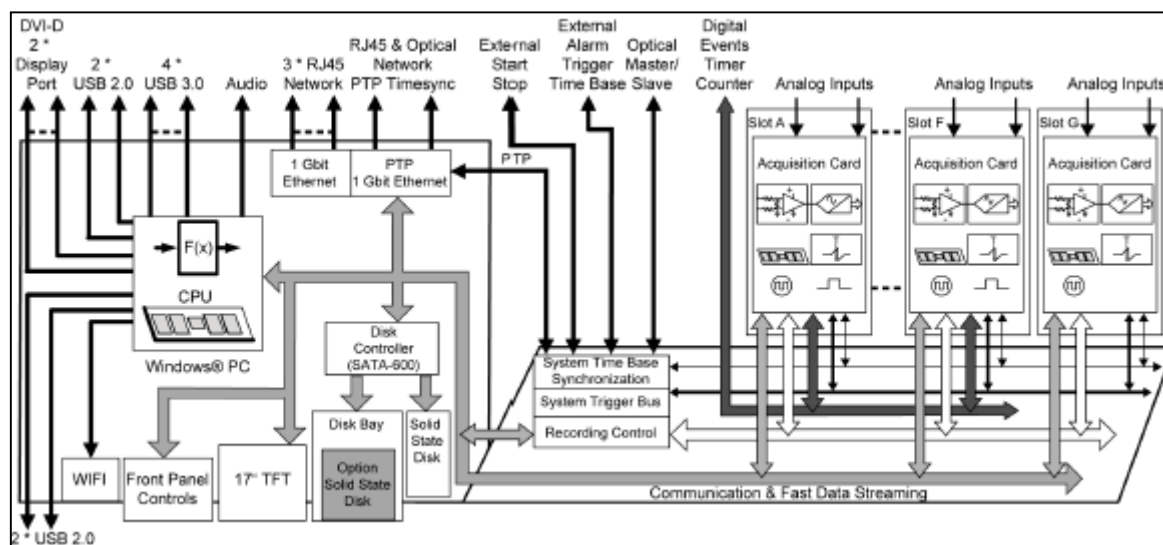 DVI-D
2 *
Display
Port
2 *
USB 2.0
4 *
USB 3.0
Audio
3 * RJ45
Network
RJ45 & Optical
Network
PTP Timesync
External
Start
Stop
External
Alarm
Trigger
Time Base
Optical
Master/
Slave
Digital
Events
Timer
Counter
Analog Inputs
Analog Inputs
Analog Inputs
Slot A
Slot F
Slot G
Acquisition Card
Acquisition Card
Acquisition Card
1 Gbit
Ethernet
PTP
1 Gbit Ethernet
PTP
F(x)
CPU
Windows® PC
Disk
Controller
(SATA-600)
System Time Base
Synchronization
System Trigger Bus
Recording Control
Disk Bay
Option
Solid State
Disk
Solid
State
Disk
WIFI
Front Panel
Controls
17" TFT
Communication & Fast Data Streaming
2 * USB 2.0